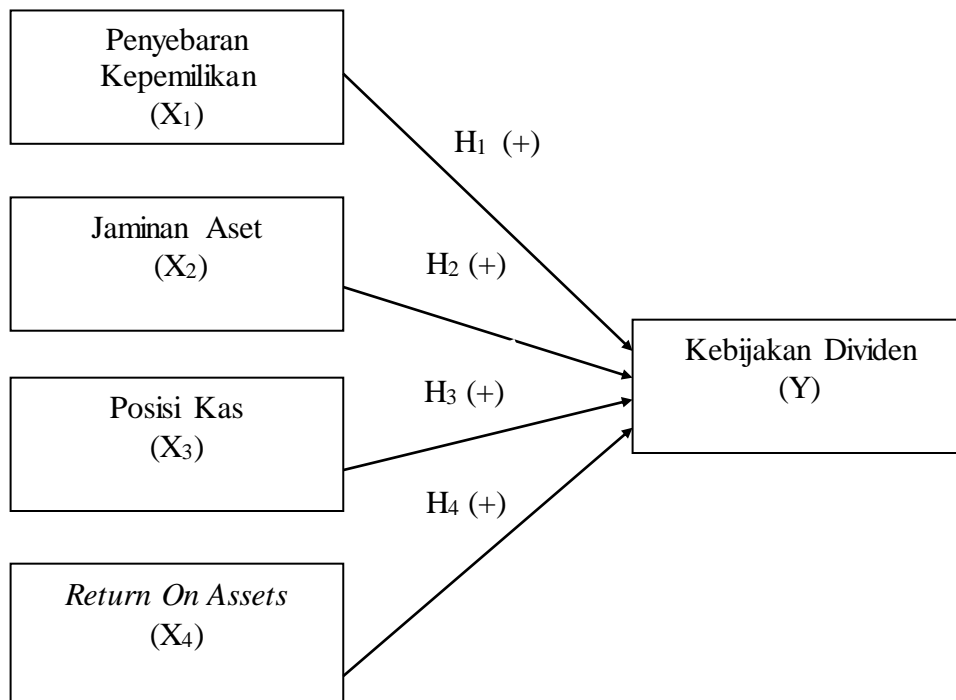 Penyebaran
Kepemilikan
(X₁)
H₁ (+)
Jaminan Aset
(X₂)
H₂ (+)
Kebijakan Dividen
(Y)
Posisi Kas
(X₃)
H₃ (+)
H₄ (+)
Return On Assets
(X₄)